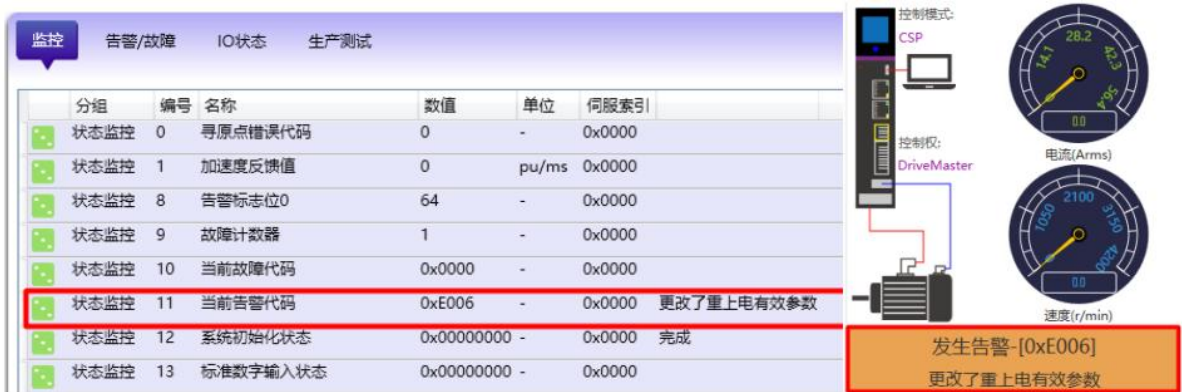 监控 告警/故障 IO状态 生产测试
分组 编号 名称 数值 单位 伺服索引
状态监控 0 寻原点错误代码 0 - 0x0000
状态监控 1 加速度反馈值 0 pu/ms 0x0000
状态监控 8 告警标志位0 64 - 0x0000
状态监控 9 故障计数器 1 - 0x0000
状态监控 10 当前故障代码 0x0000 - 0x0000
状态监控 11 当前告警代码 0xE006 - 0x0000 更改了重上电有效参数
状态监控 12 系统初始化状态 0x00000000 - 0x0000 完成
状态监控 13 标准数字输入状态 0x00000000 - 0x0000
控制模式:
CSP
控制权:
DriveMaster
14.1 28.2 42.3 56.4
0.0
电流(Arms)
1050 2100 3150 4200
0.0
速度(r/min)
发生告警-[0xE006]
更改了重上电有效参数